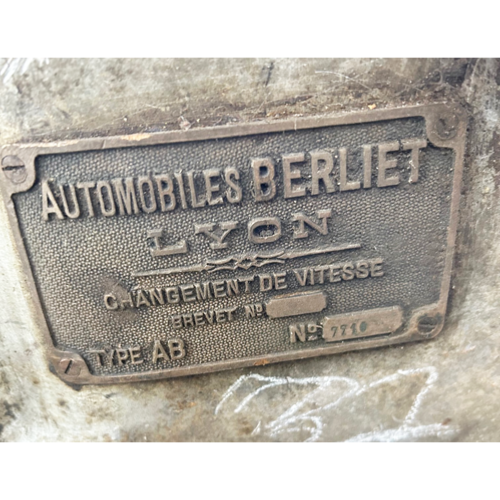 AUTOMOBILES BERLIET
LYON
CHANGEMENT DE VITESSE
BREVET No
TYPE AB No 7710